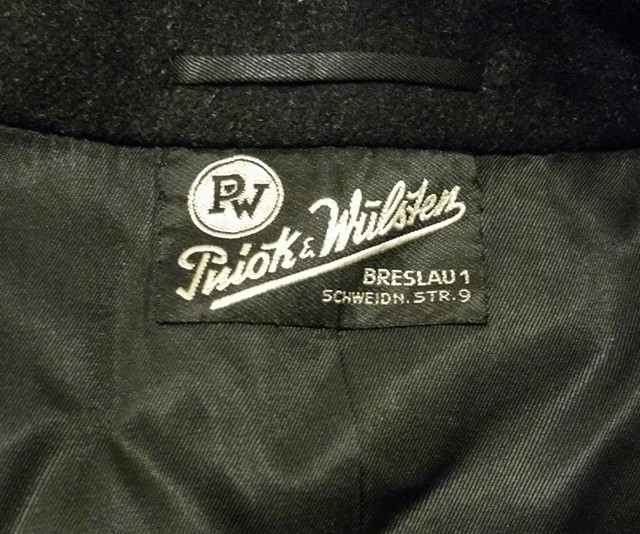 PW
Pniok & Wülsten
BRESLAU 1
SCHWEIDN. STR. 9